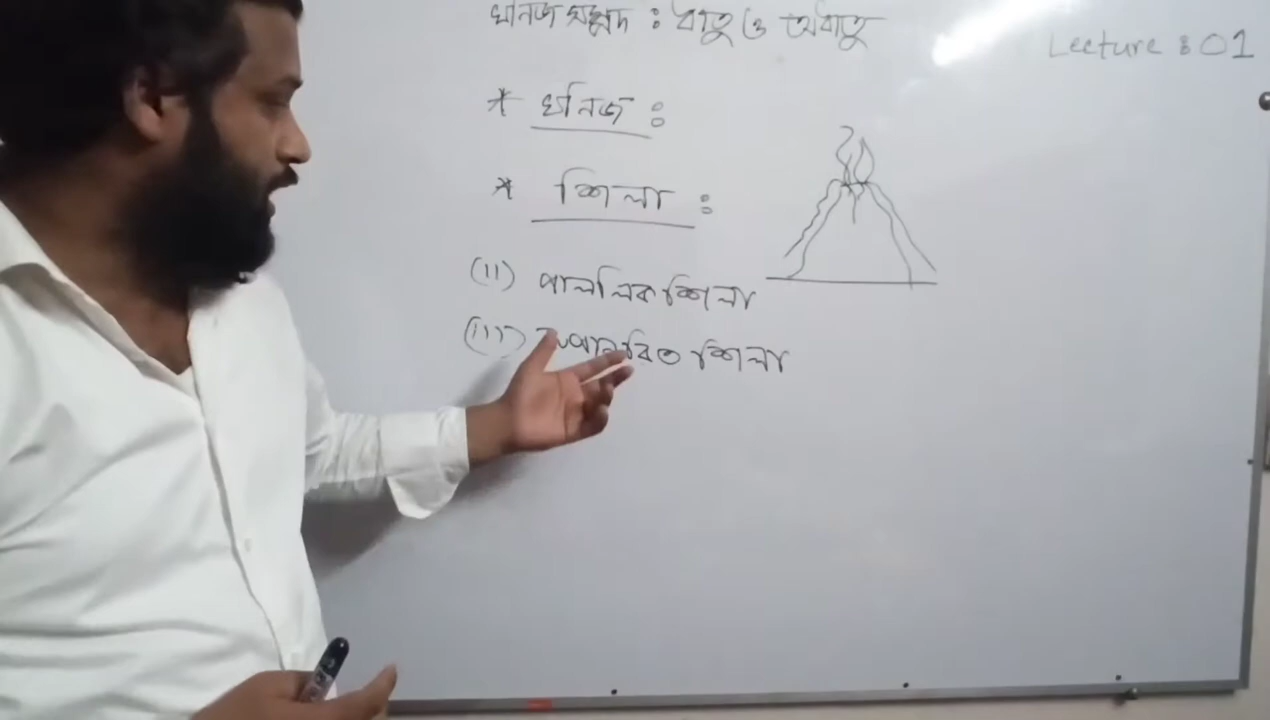 খনিজ সম্পদ : ধাতু ও অধাতু
Lecture : 01
* খনিজ :
* শিলা :
(ii) পাললিক শিলা
(iii) রূপান্তরিত শিলা